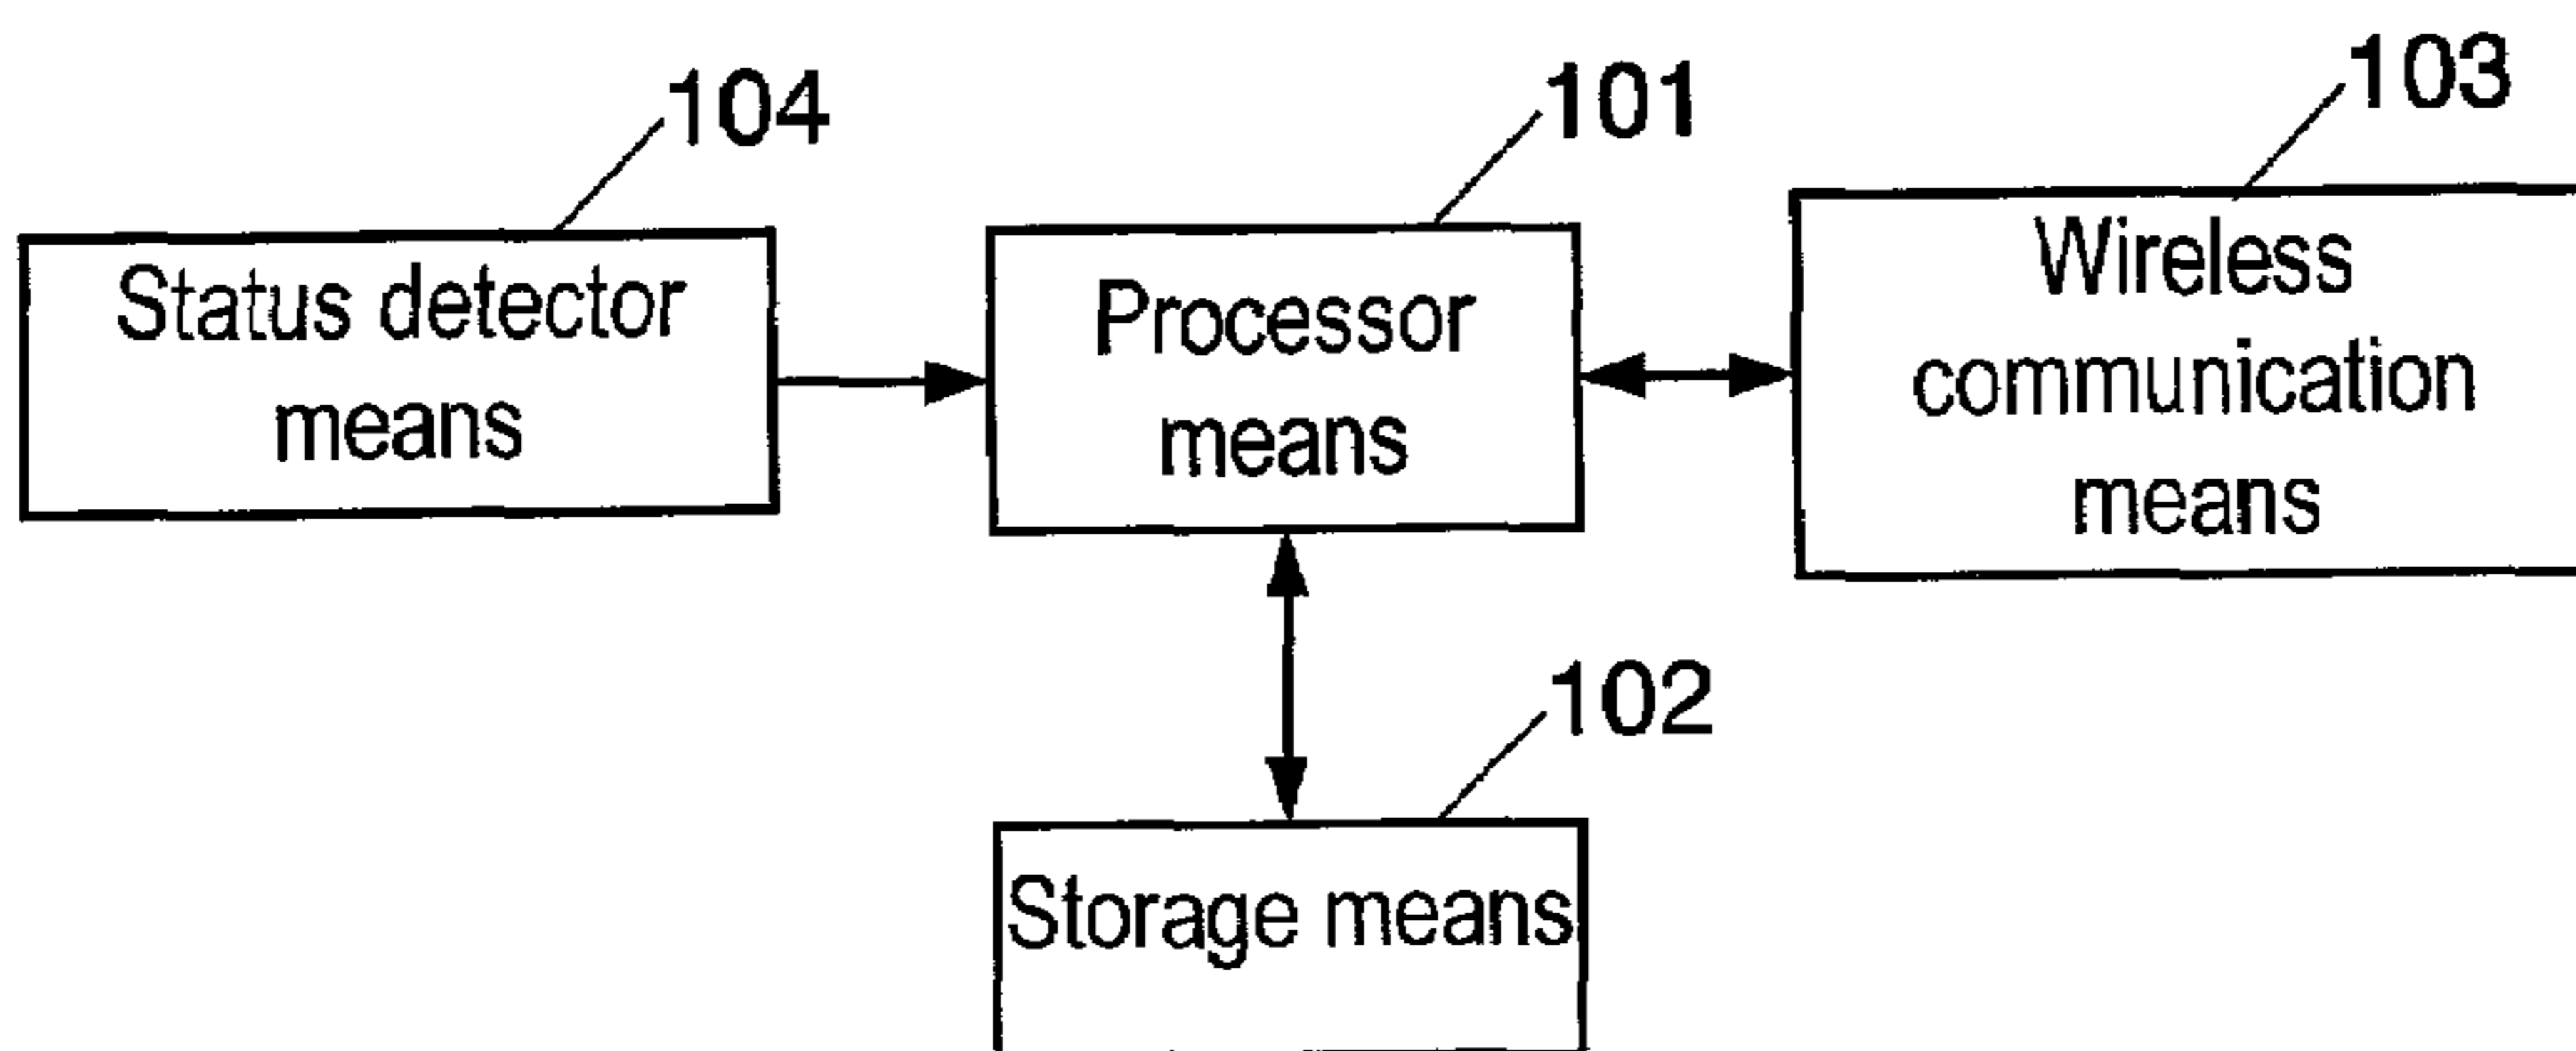 104
101
103
Status detector
means
Processor
means
Wireless
communication
means
102
Storage means